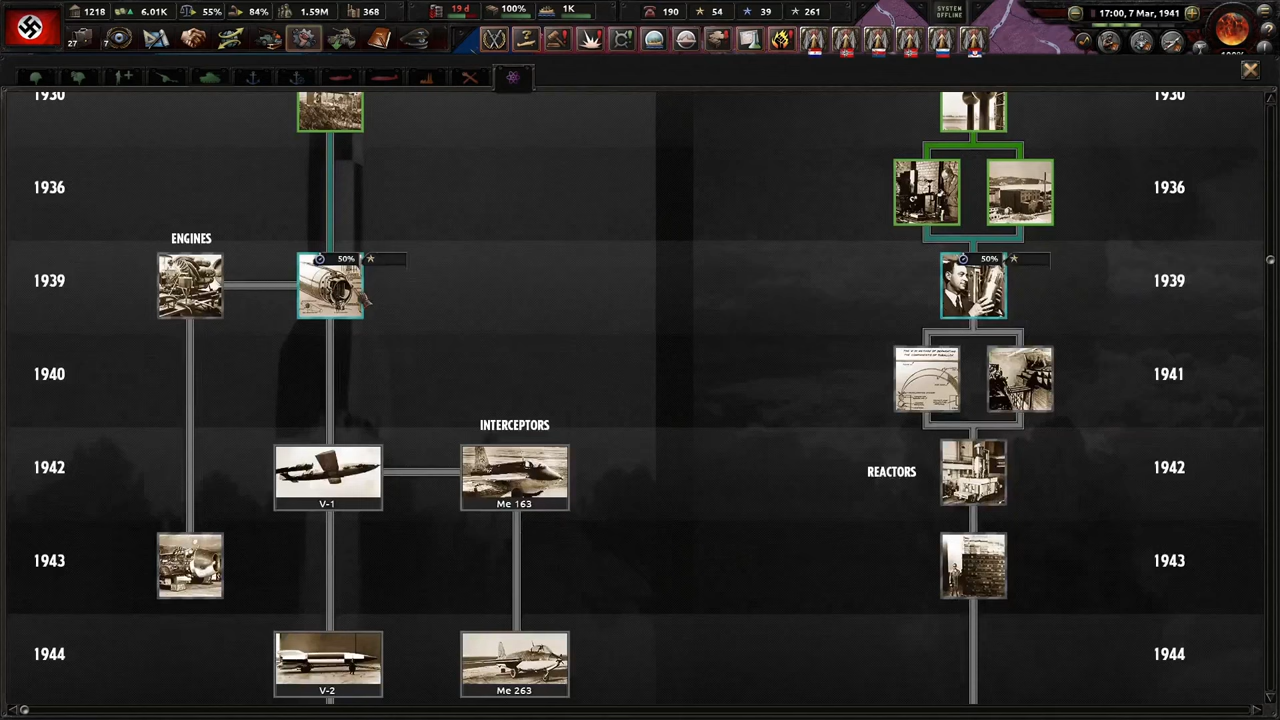 1218 6.01K 55% 84% 1.59M 368 19 d 100% 1K 190 54 39 261 SYSTEM OFFLINE 17:00, 7 Mar, 1941
27 7
100%
1930 1930
1936 1936
ENGINES
50% 50%
1939 1939
1940 1941
INTERCEPTORS
1942 REACTORS 1942
V-1 Me 163
1943 1943
1944 1944
V-2 Me 263